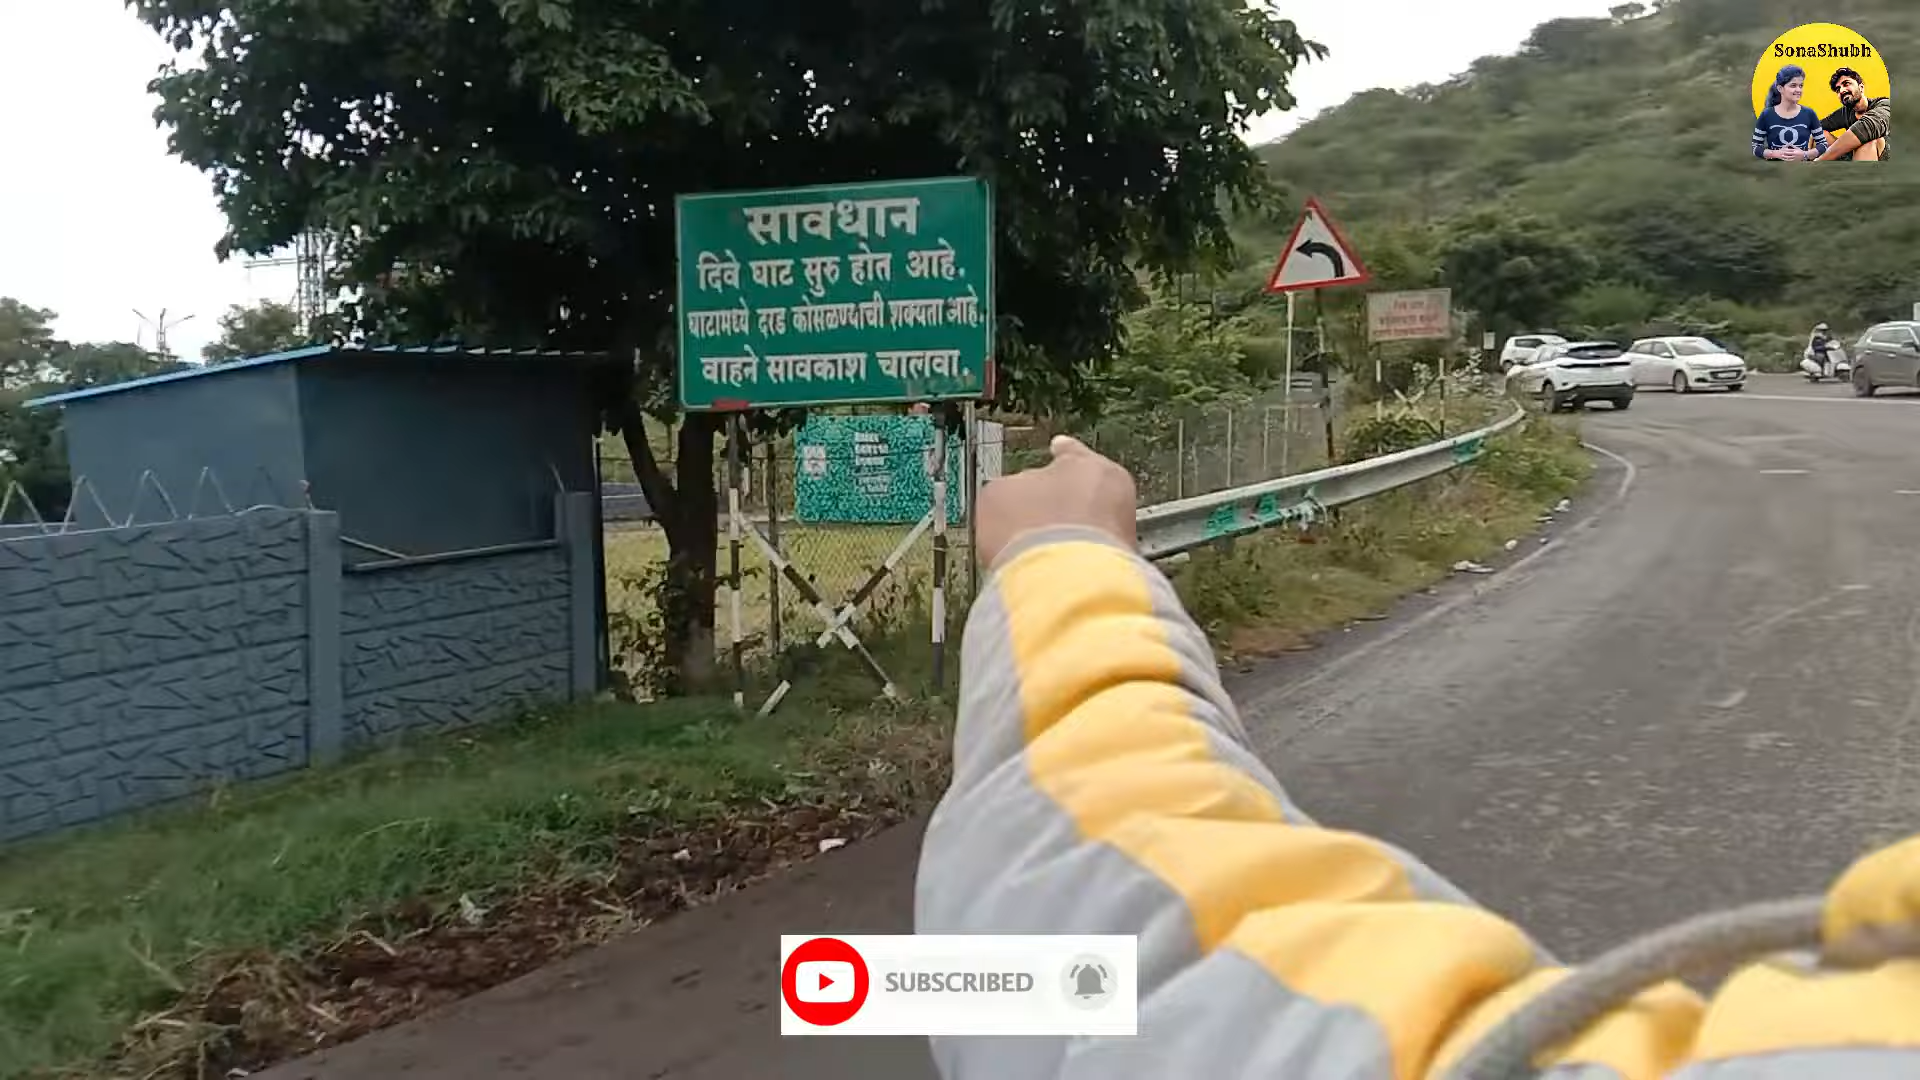 SonaShubh
सावधान
दिवे घाट सुरु होत आहे.
घाटामध्ये दरड कोसळण्याची शक्यता आहे.
वाहने सावकाश चालवा.
SUBSCRIBED